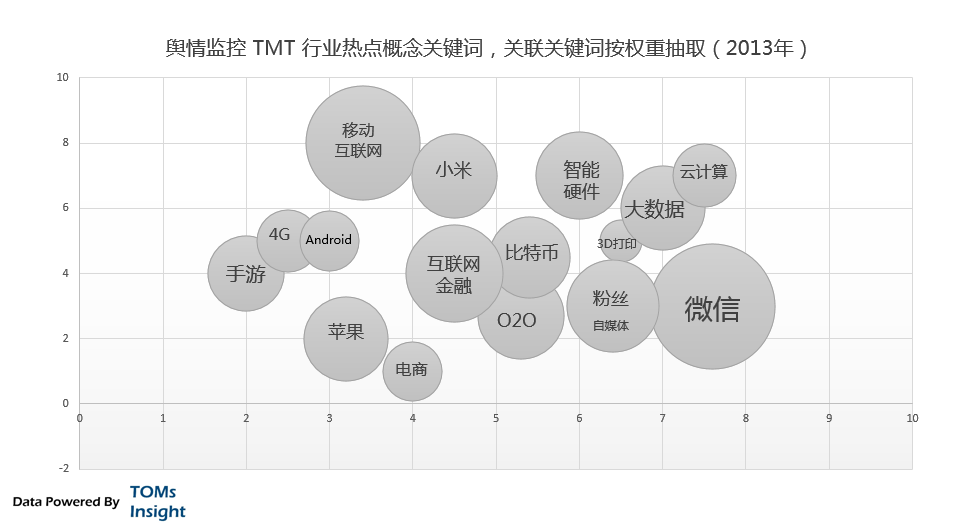 舆情监控 TMT 行业热点概念关键词，关联关键词按权重抽取（2013年）
10
8
6
4
2
0
-2
移动
互联网
小米
智能
硬件
云计算
大数据
4G
Android
3D打印
比特币
手游
互联网
金融
粉丝
自媒体
微信
O2O
苹果
电商
0
1
2
3
4
5
6
7
8
9
10
Data Powered By
TOMs
Insight